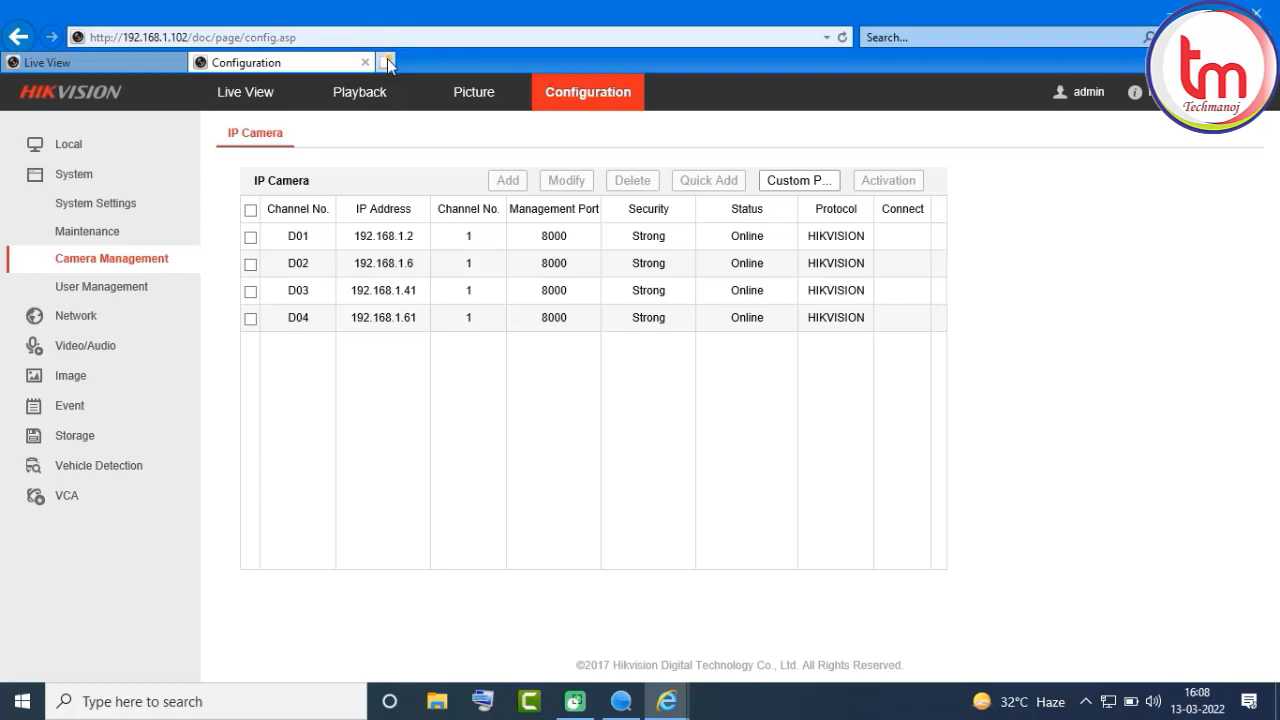 http://192.168.1.102/doc/page/config.asp
Search...
Live View
Configuration
tm
Techmanoj
HIKVISION
Live View
Playback
Picture
Configuration
admin
IP Camera
Local
System
System Settings
Maintenance
Camera Management
User Management
Network
Video/Audio
Image
Event
Storage
Vehicle Detection
VCA
IP Camera Add Modify Delete Quick Add Custom P... Activation
Channel No. IP Address Channel No. Management Port Security Status Protocol Connect
D01 192.168.1.2 1 8000 Strong Online HIKVISION
D02 192.168.1.6 1 8000 Strong Online HIKVISION
D03 192.168.1.41 1 8000 Strong Online HIKVISION
D04 192.168.1.61 1 8000 Strong Online HIKVISION
©2017 Hikvision Digital Technology Co., Ltd. All Rights Reserved.
Type here to search
32°C Haze
16:08
13-03-2022